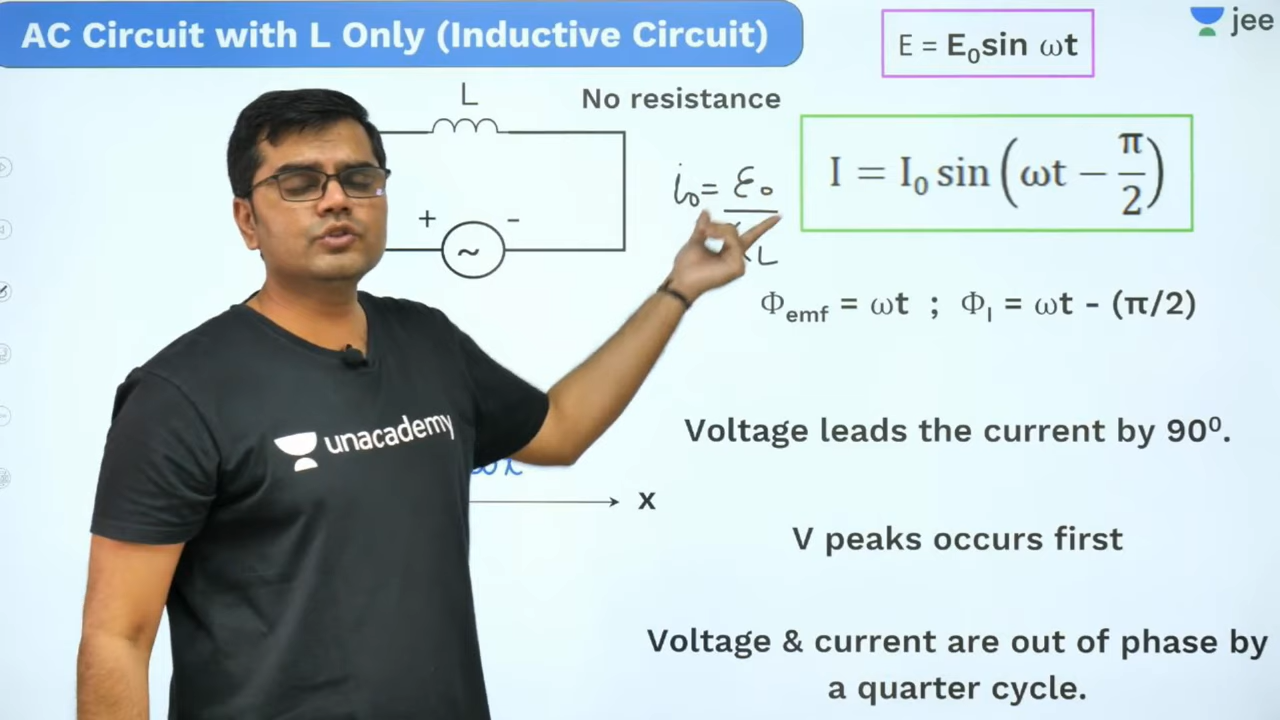 AC Circuit with L Only (Inductive Circuit)
E = E₀sin ωt
jee
L
No resistance
I = I₀ sin (ωt − π/2)
i₀ = ε₀
L
+ -
~
Φemf = ωt ; ΦI = ωt - (π/2)
unacademy
Voltage leads the current by 90⁰.
X
V peaks occurs first
Voltage & current are out of phase by
a quarter cycle.